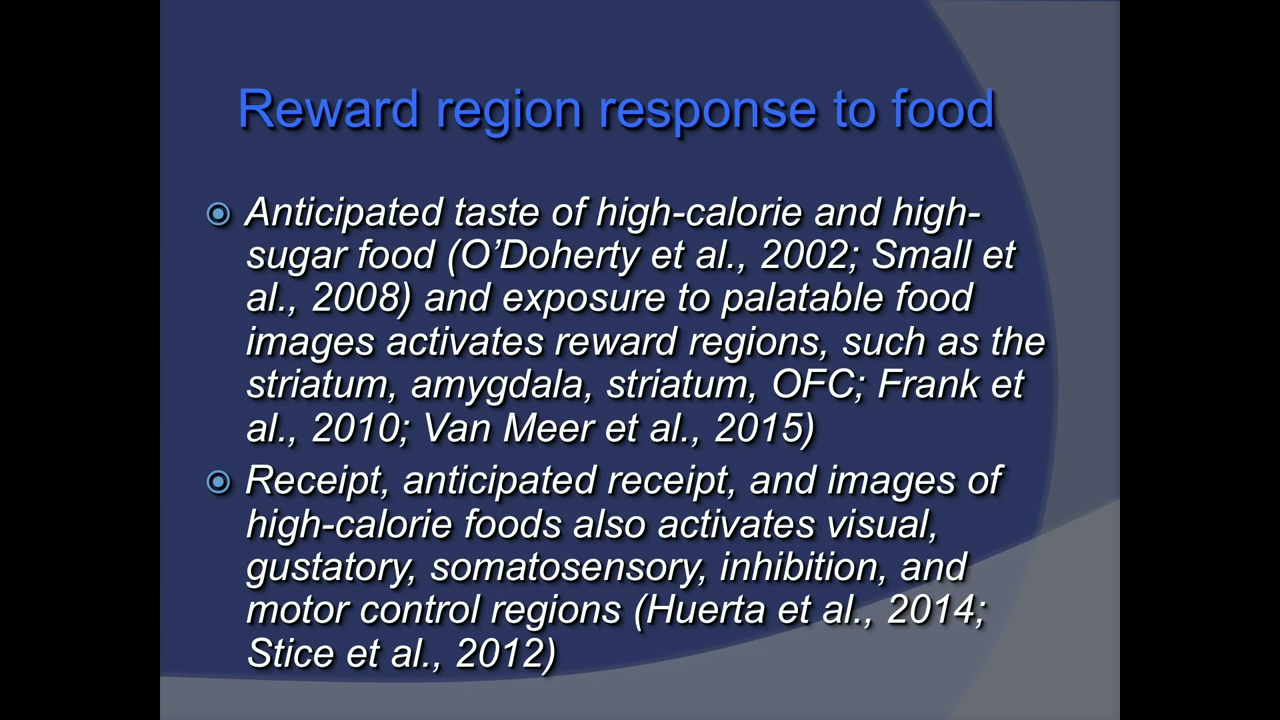 Reward region response to food
Anticipated taste of high-calorie and high-
sugar food (O’Doherty et al., 2002; Small et
al., 2008) and exposure to palatable food
images activates reward regions, such as the
striatum, amygdala, striatum, OFC; Frank et
al., 2010; Van Meer et al., 2015)
Receipt, anticipated receipt, and images of
high-calorie foods also activates visual,
gustatory, somatosensory, inhibition, and
motor control regions (Huerta et al., 2014;
Stice et al., 2012)